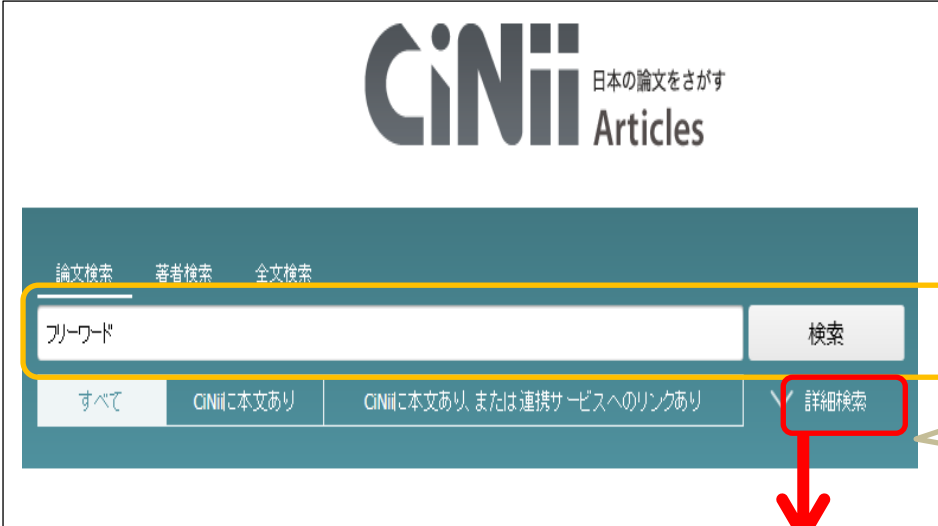 CiNii
日本の論文をさがす
Articles
論文検索 著者検索 全文検索
フリーワード
検索
すべて
CiNiiに本文あり
CiNiiに本文あり、または連携サービスへのリンクあり
詳細検索